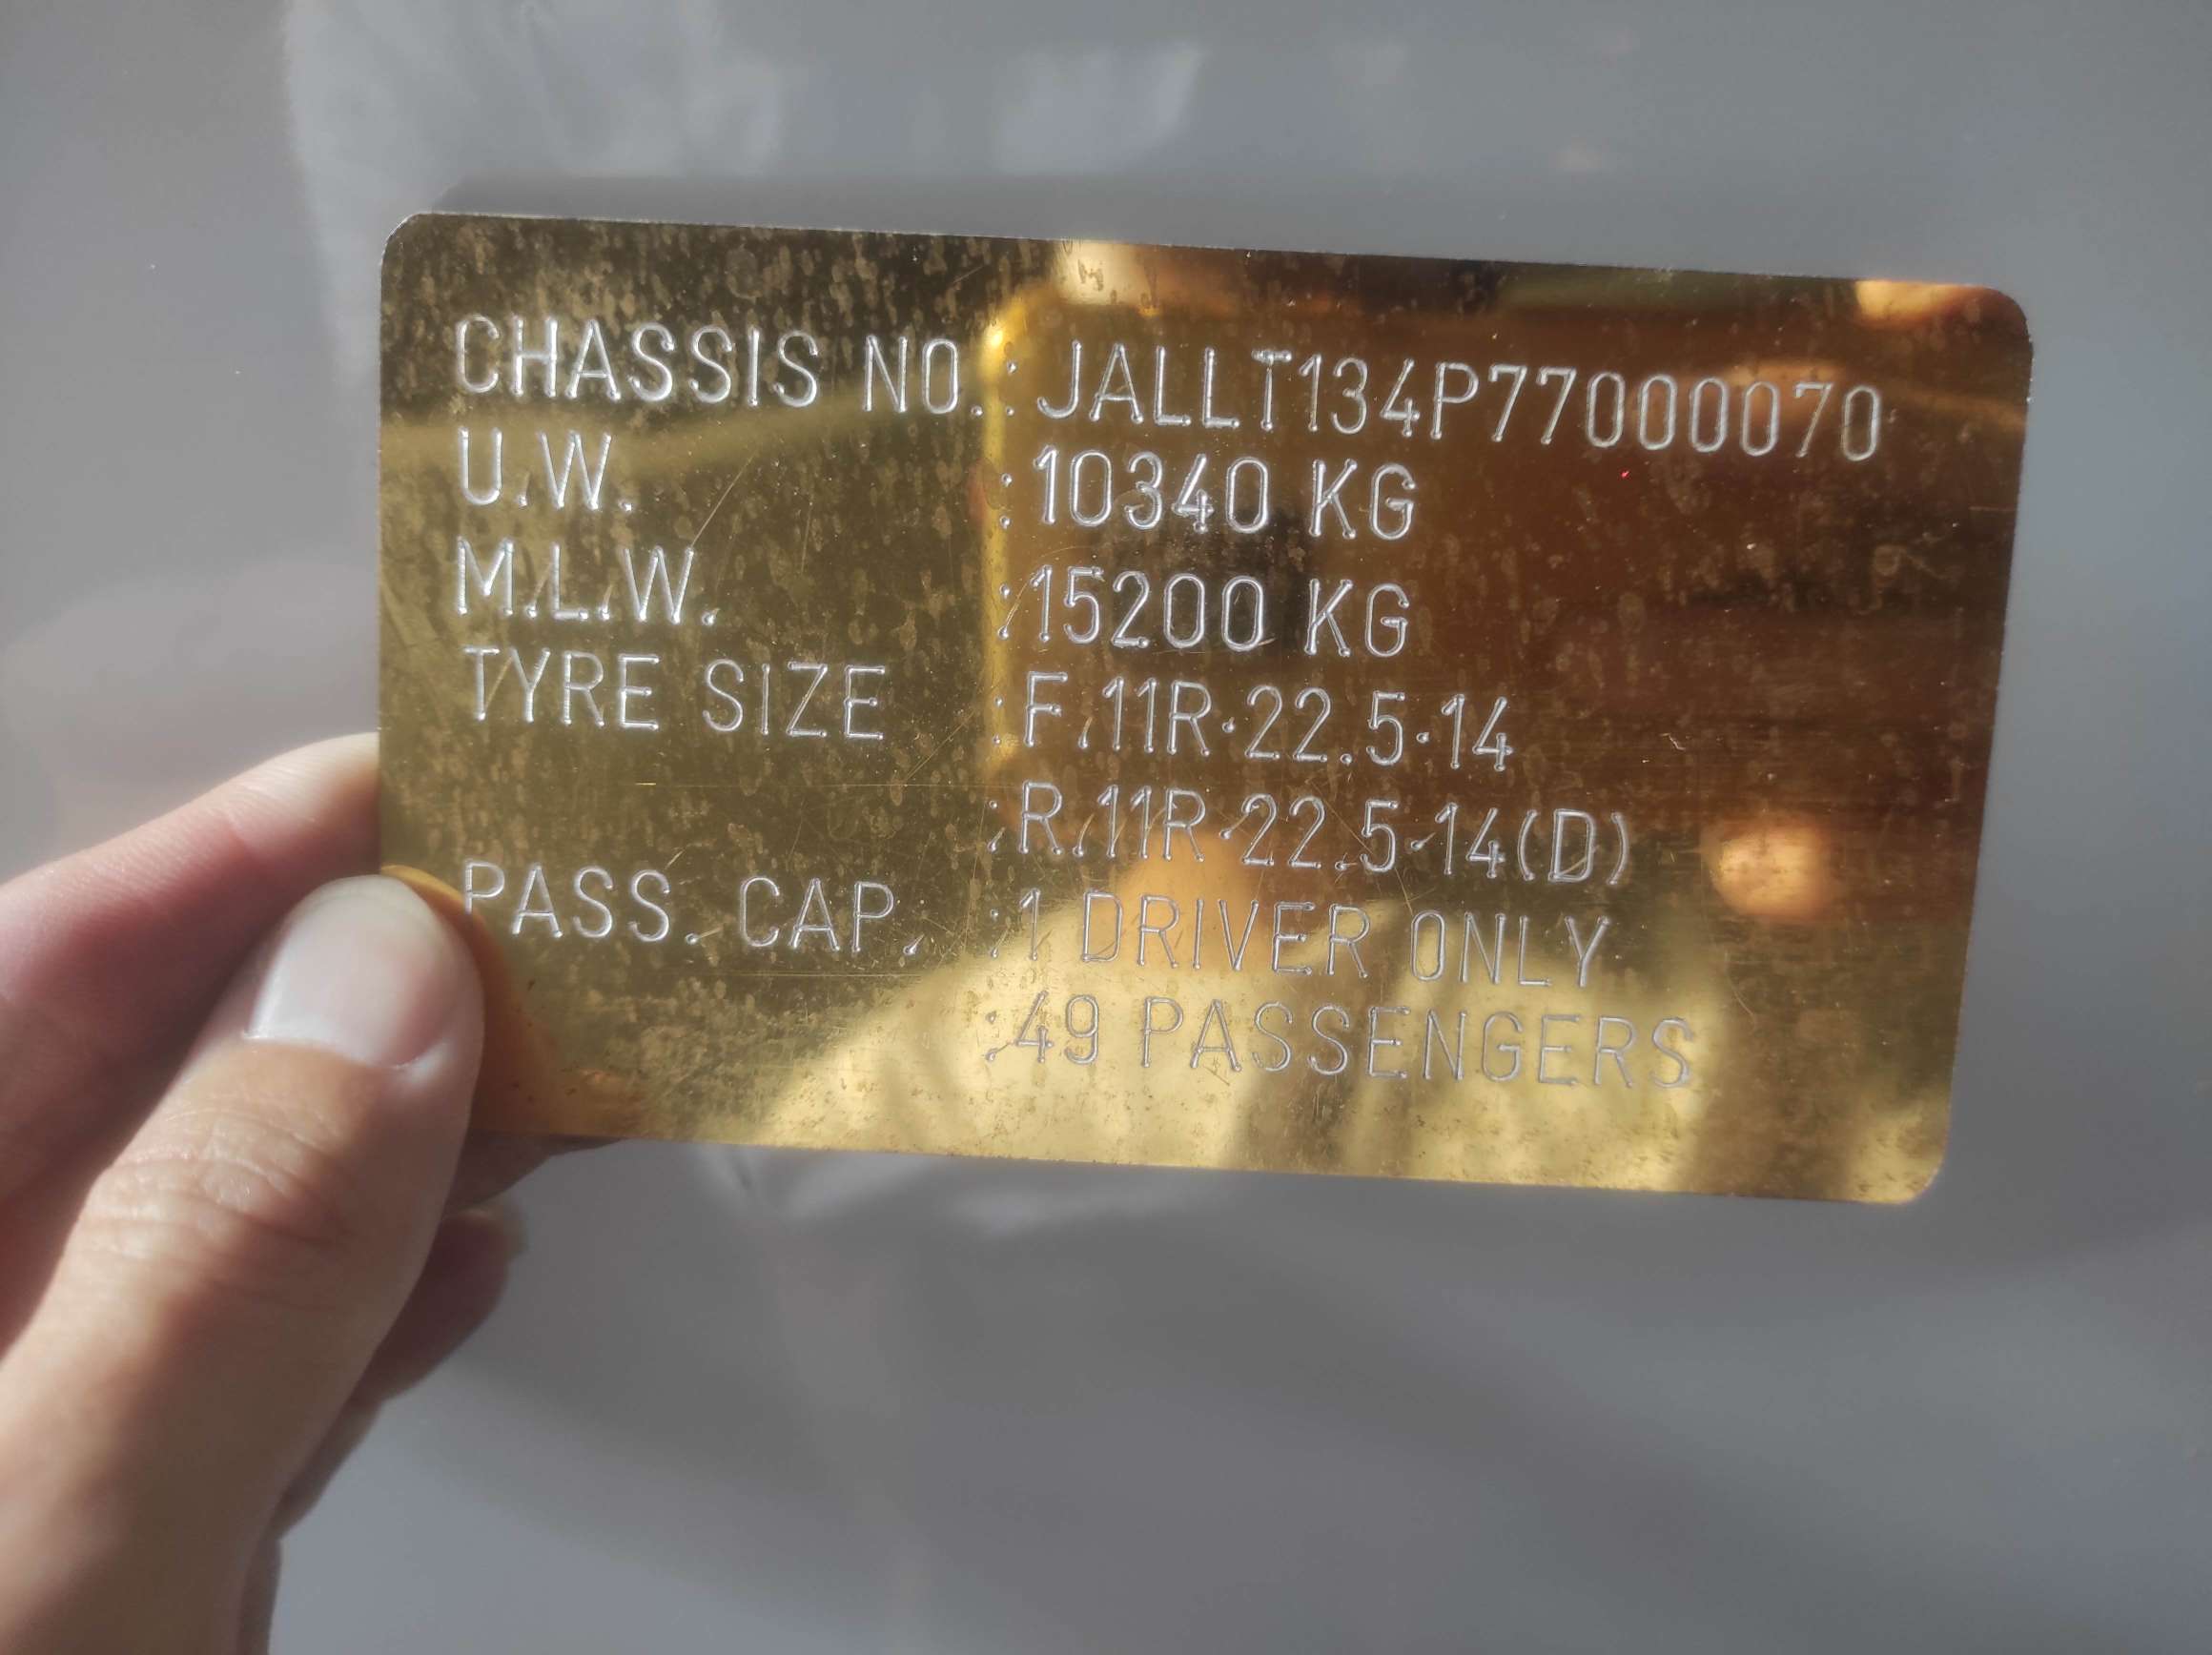 CHASSIS NO.: JALLT134P77000070
U.W. : 10340 KG
M.L.W. : 15200 KG
TYRE SIZE : F.11R·22.5·14
: R.11R·22.5·14(D)
PASS. CAP. : 1 DRIVER ONLY
: 49 PASSENGERS